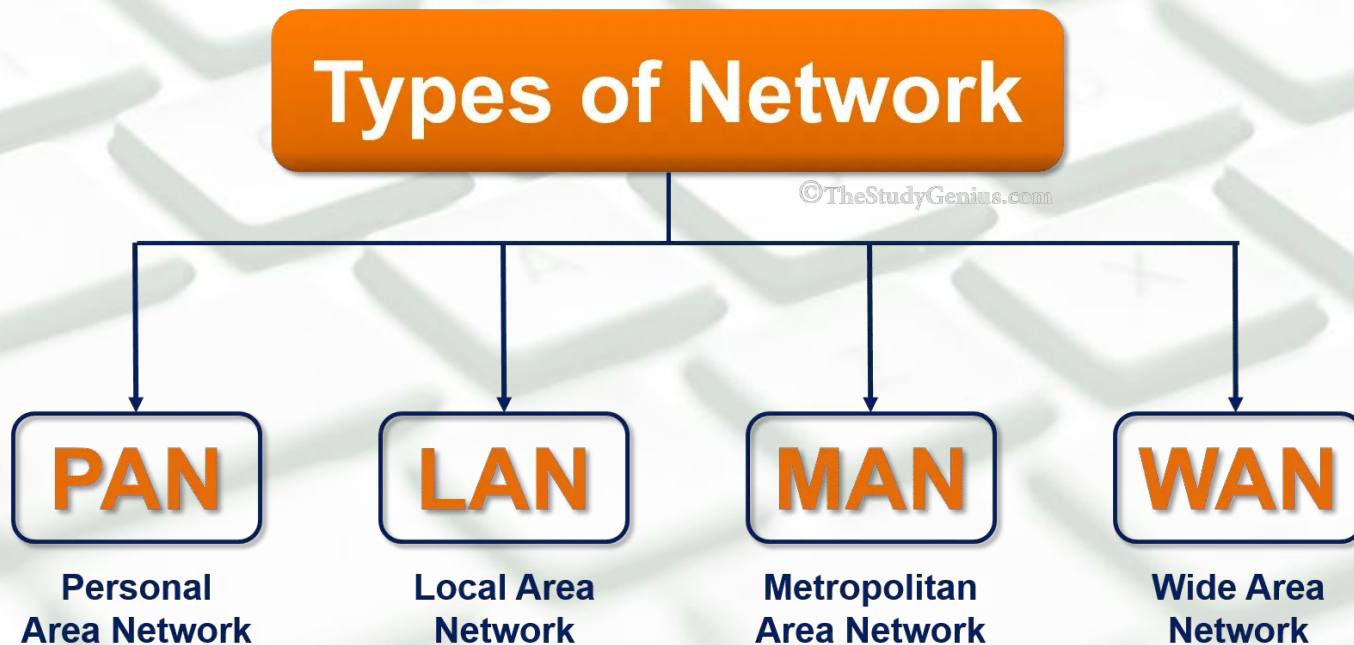 Types of Network
©TheStudyGenius.com
PAN
LAN
MAN
WAN
Personal
Area Network
Local Area
Network
Metropolitan
Area Network
Wide Area
Network